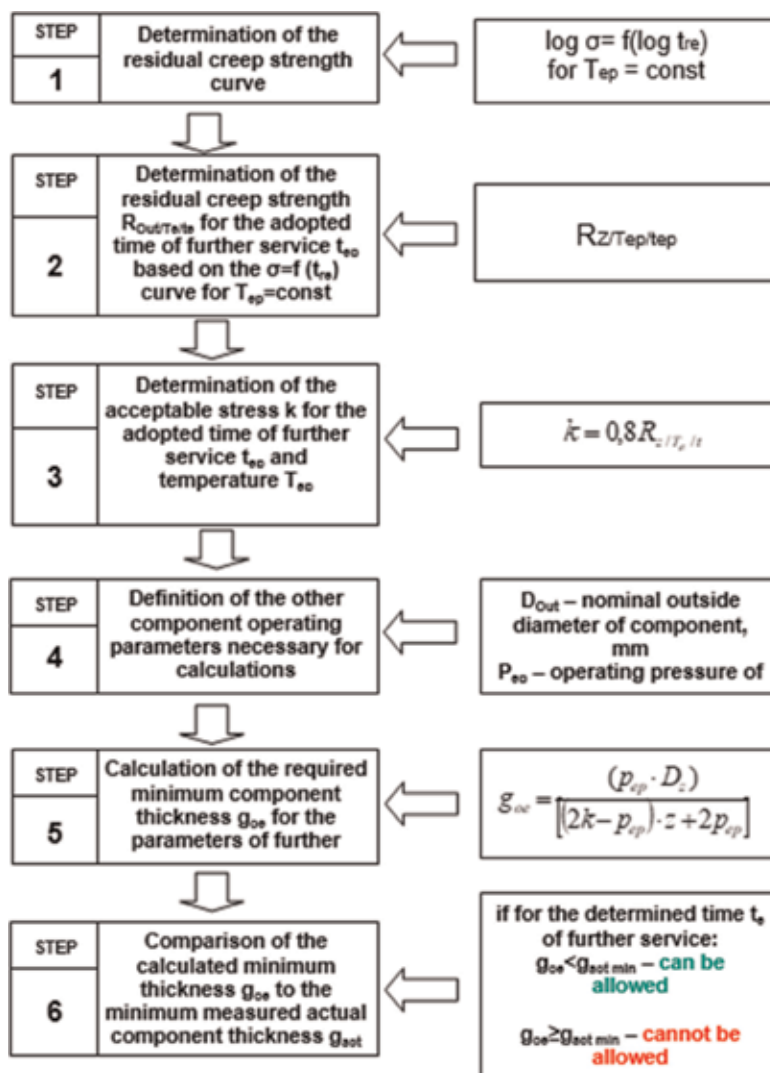 STEP
1
Determination of the
residual creep strength
curve
log σ= f(log tre)
for Tep = const
STEP
2
Determination of the
residual creep strength
ROut/Te/te for the adopted
time of further service teo
based on the σ=f (tre)
curve for Tep=const
RZ/Tep/tep
STEP
3
Determination of the
acceptable stress k for the
adopted time of further
service teo and
temperature Teo
k = 0,8Rz/Te/t
STEP
4
Definition of the other
component operating
parameters necessary for
calculations
DOut – nominal outside
diameter of component,
mm
Peo – operating pressure of
STEP
5
Calculation of the required
minimum component
thickness goe for the
parameters of further
goe = (pep · Dz) / [(2k − pep) · z + 2pep]
STEP
6
Comparison of the
calculated minimum
thickness goe to the
minimum measured actual
component thickness gaot
if for the determined time te
of further service:
goe<gaot min – can be
allowed
goe≥gaot min – cannot be
allowed